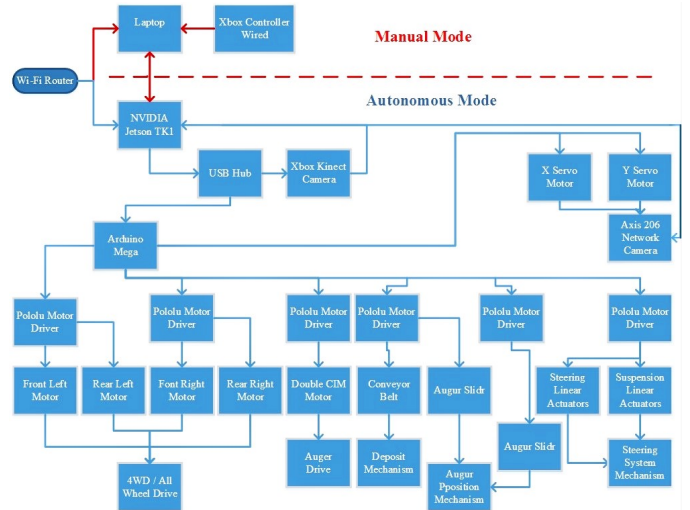 Laptop
Xbox Controller
Wired
Manual Mode
Wi-Fi Router
Autonomous Mode
NVIDIA
Jetson TK1
USB Hub
Xbox Kinect
Camera
X Servo
Motor
Y Servo
Motor
Arduino
Mega
Axis 206
Network
Camera
Pololu Motor
Driver
Pololu Motor
Driver
Pololu Motor
Driver
Pololu Motor
Driver
Pololu Motor
Driver
Pololu Motor
Driver
Front Left
Motor
Rear Left
Motor
Font Right
Motor
Rear Right
Motor
Double CIM
Motor
Conveyor
Belt
Augur Slidr
Steering
Linear
Actuators
Suspension
Linear
Actuators
Auger
Drive
Deposit
Mechanism
Augur Slidr
Steering
System
Mechanism
4WD / All
Wheel Drive
Augur
Pposition
Mechanism